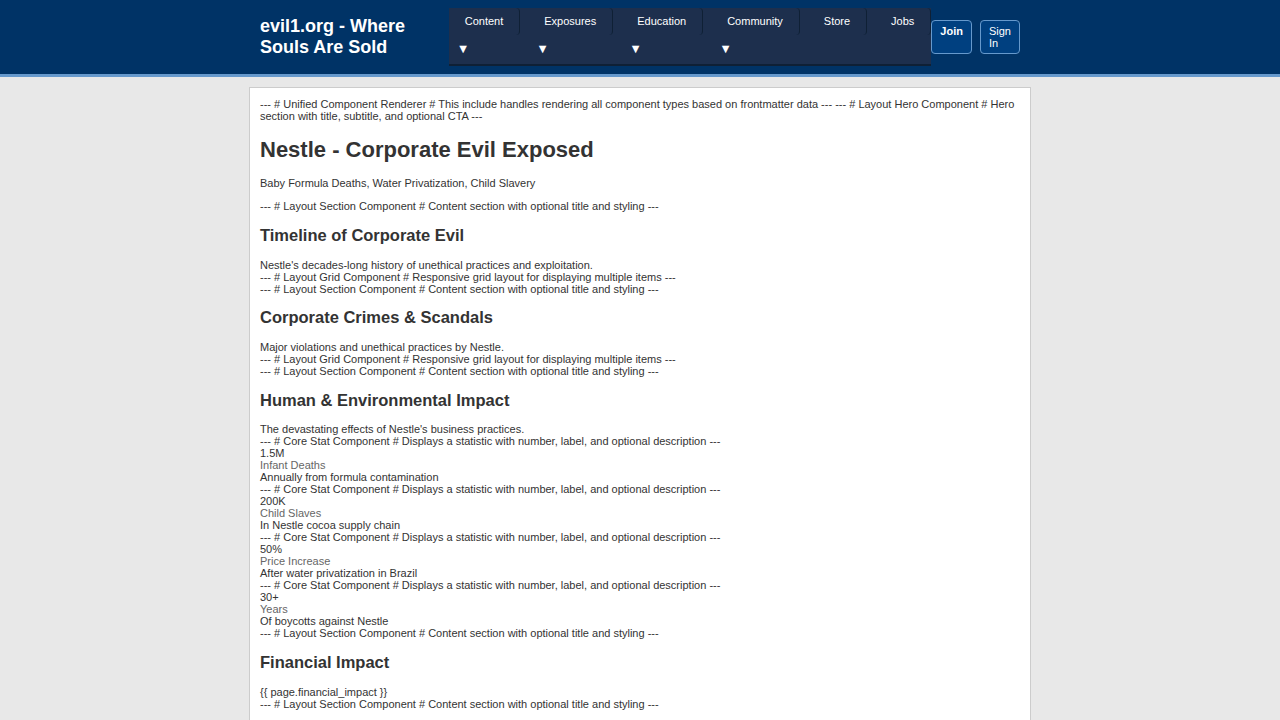 evil1.org - Where
Souls Are Sold
Content
Exposures
Education
Community
Store
Jobs
▼
▼
▼
▼
Join
Sign
In
--- # Unified Component Renderer # This include handles rendering all component types based on frontmatter data --- --- # Layout Hero Component # Hero
section with title, subtitle, and optional CTA ---
Nestle - Corporate Evil Exposed
Baby Formula Deaths, Water Privatization, Child Slavery
--- # Layout Section Component # Content section with optional title and styling ---
Timeline of Corporate Evil
Nestle's decades-long history of unethical practices and exploitation.
--- # Layout Grid Component # Responsive grid layout for displaying multiple items ---
--- # Layout Section Component # Content section with optional title and styling ---
Corporate Crimes & Scandals
Major violations and unethical practices by Nestle.
--- # Layout Grid Component # Responsive grid layout for displaying multiple items ---
--- # Layout Section Component # Content section with optional title and styling ---
Human & Environmental Impact
The devastating effects of Nestle's business practices.
--- # Core Stat Component # Displays a statistic with number, label, and optional description ---
1.5M
Infant Deaths
Annually from formula contamination
--- # Core Stat Component # Displays a statistic with number, label, and optional description ---
200K
Child Slaves
In Nestle cocoa supply chain
--- # Core Stat Component # Displays a statistic with number, label, and optional description ---
50%
Price Increase
After water privatization in Brazil
--- # Core Stat Component # Displays a statistic with number, label, and optional description ---
30+
Years
Of boycotts against Nestle
--- # Layout Section Component # Content section with optional title and styling ---
Financial Impact
{{ page.financial_impact }}
--- # Layout Section Component # Content section with optional title and styling ---